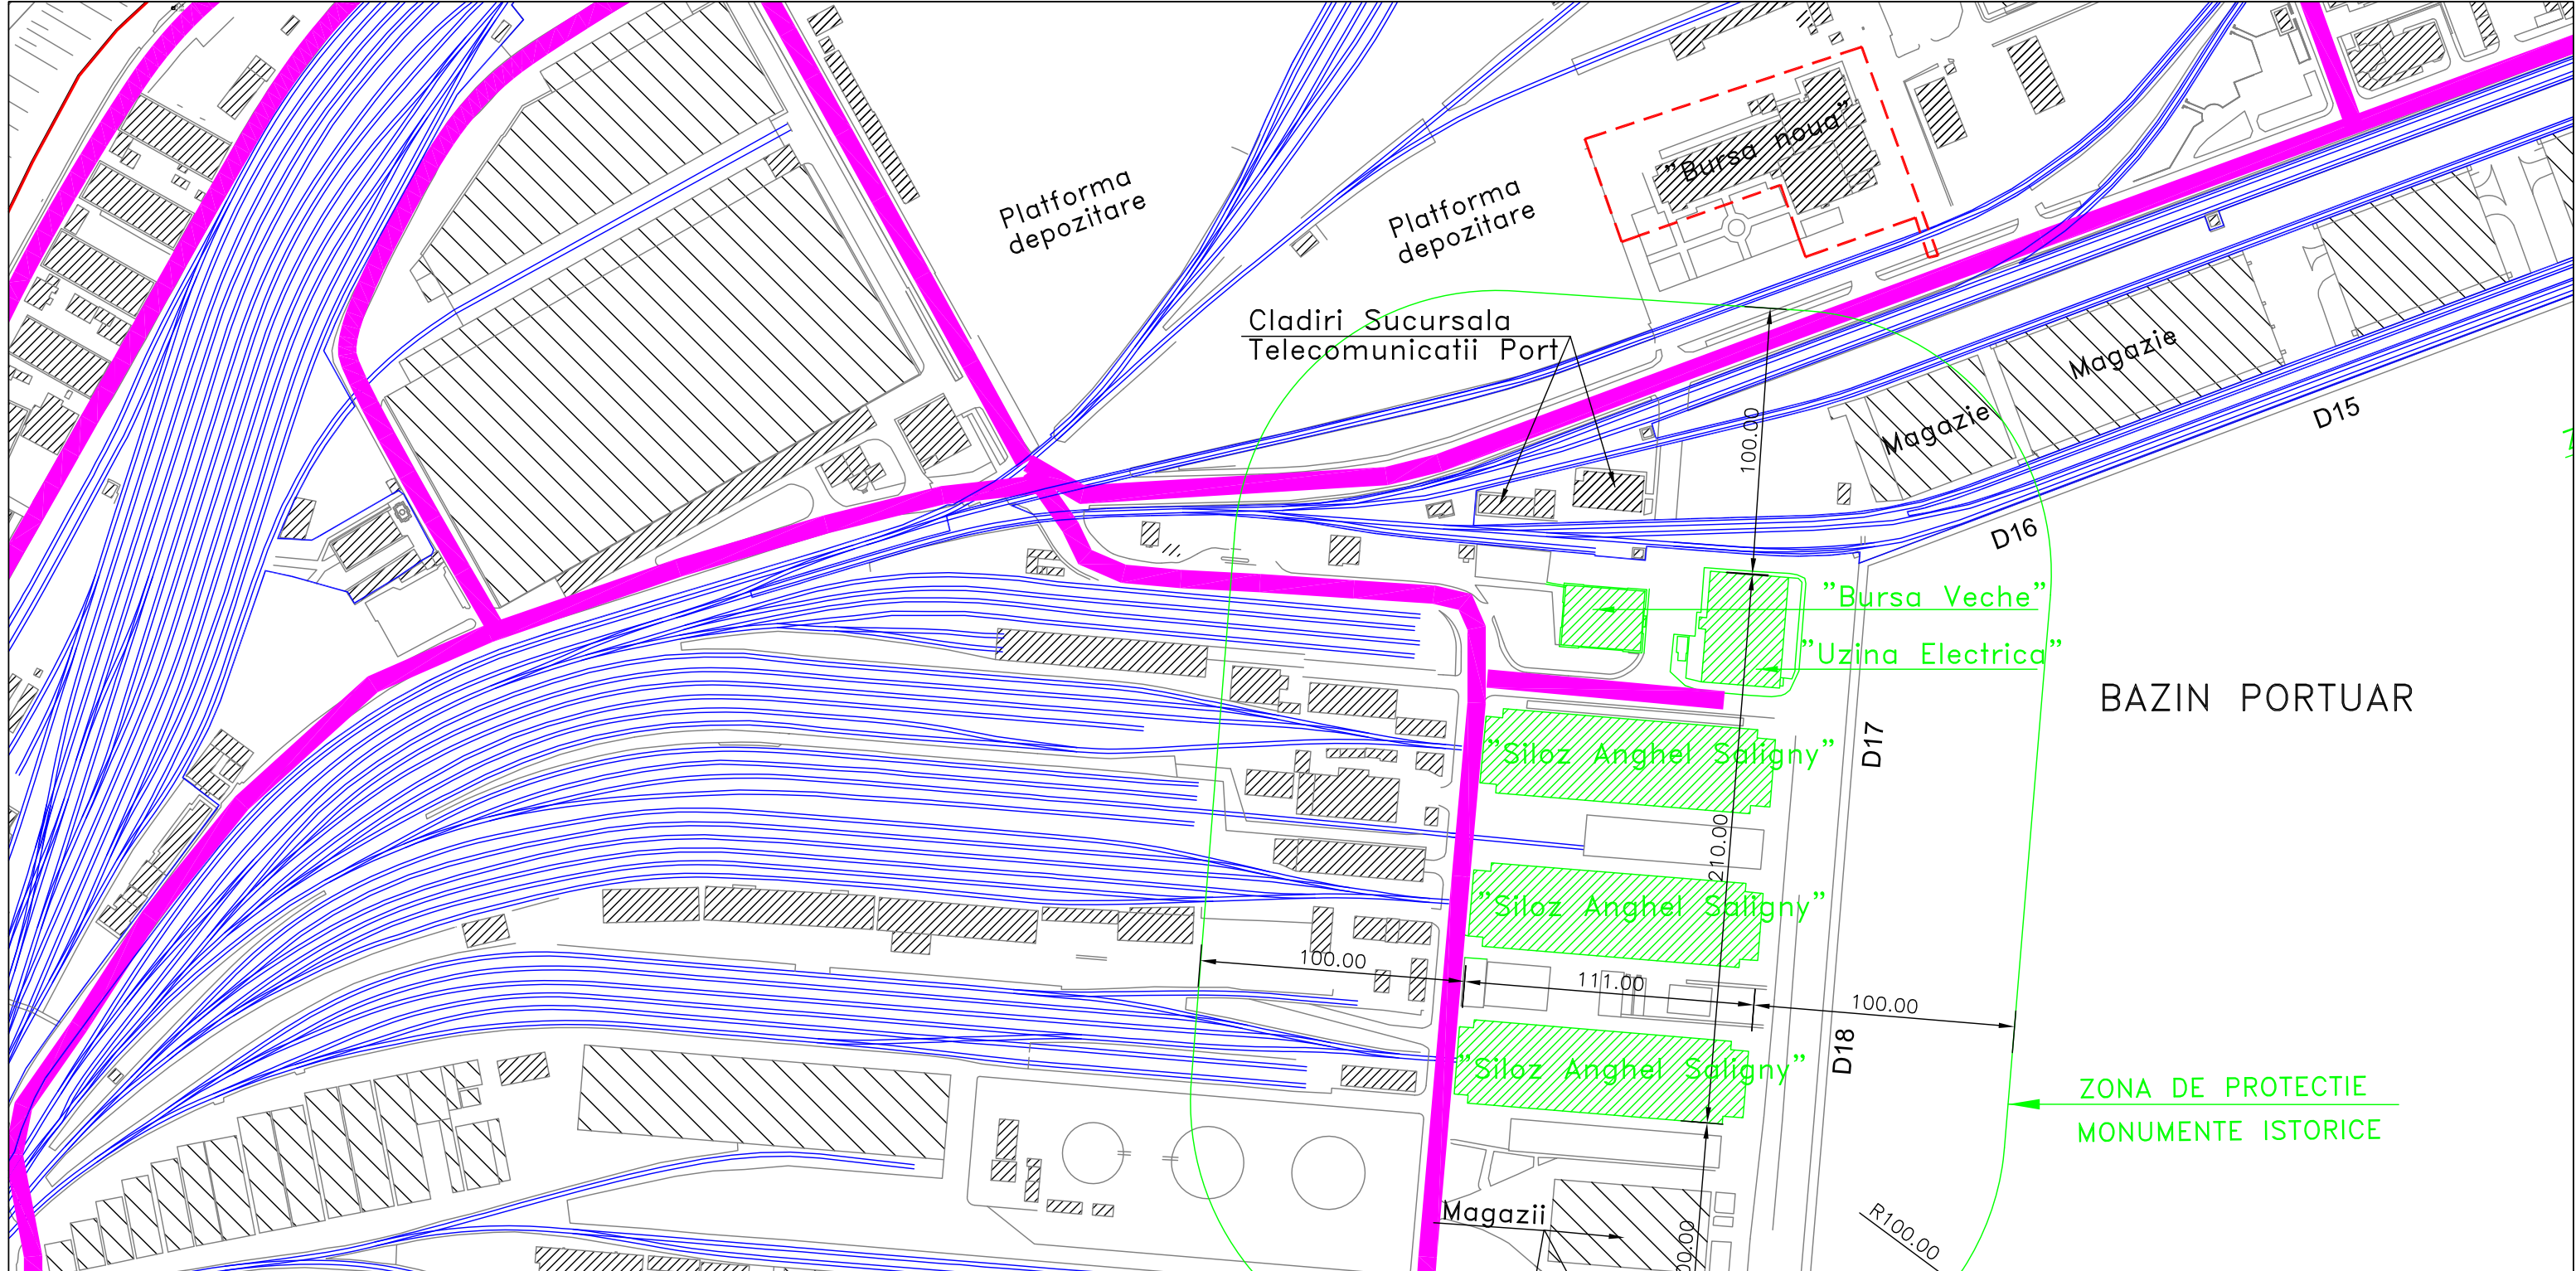 "Bursa noua"
Platforma
depozitare
Platforma
depozitare
Cladiri Sucursala
Telecomunicatii Port
Magazie
Magazie
D15
D16
100.00
"Bursa Veche"
"Uzina Electrica"
BAZIN PORTUAR
D17
"Siloz Anghel Saligny"
210.00
"Siloz Anghel Saligny"
100.00
111.00
100.00
D18
"Siloz Anghel Saligny"
ZONA DE PROTECTIE
MONUMENTE ISTORICE
Magazii
R100.00